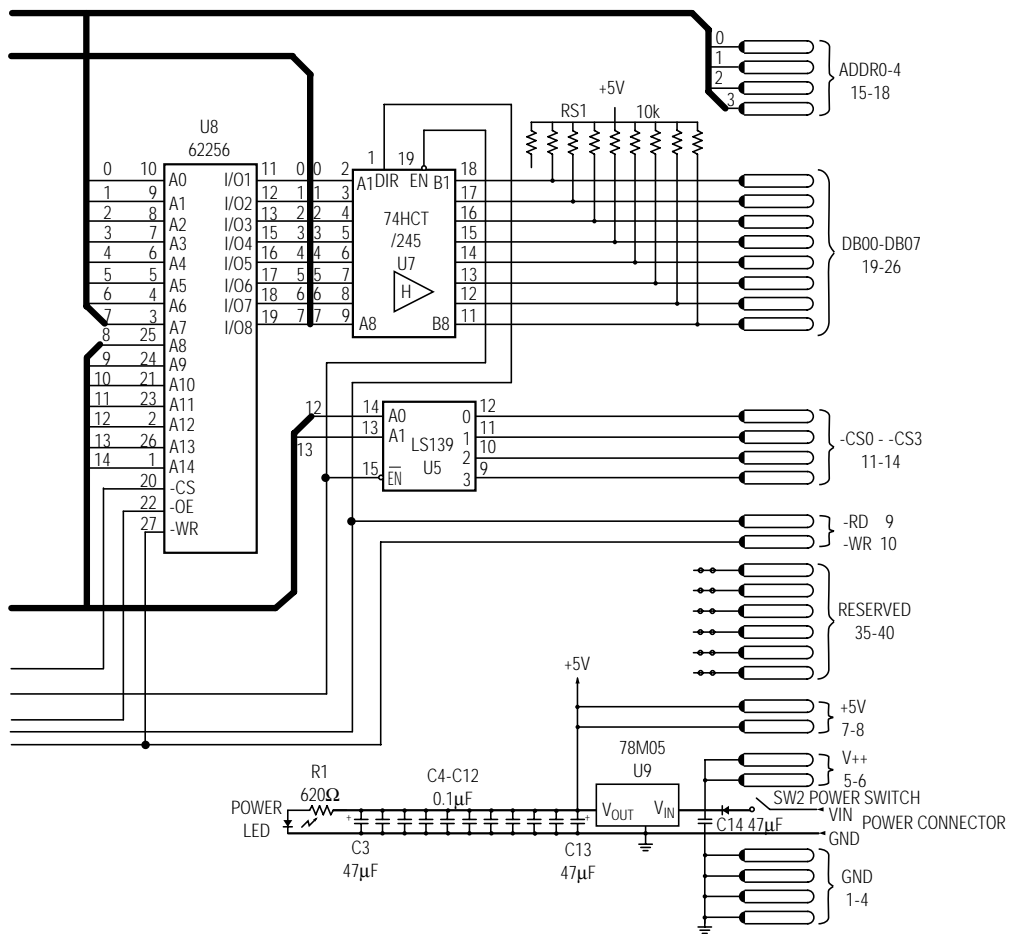 0
1
2
3
ADDR0-4
15-18
+5V
RS1 10k
U8
62256
1 19
0 10 A0 I/O1 11 0 0 2 A1 DIR EN B1 18
1 9 A1 I/O2 12 1 1 3 17
2 8 A2 I/O3 13 2 2 4 16
3 7 A3 I/O4 15 3 3 5 15
4 6 A4 I/O5 16 4 4 6 14
5 5 A5 I/O6 17 5 5 7 13
6 4 A6 I/O7 18 6 6 8 12
7 3 A7 I/O8 19 7 7 9 A8 B8 11
74HCT
/245
U7
H
DB00-DB07
19-26
8 25 A8
9 24 A9
10 21 A10
11 23 A11
12 2 A12
13 26 A13
14 1 A14
20 -CS
22 -OE
27 -WR
12 14 A0 0 12
13 13 A1 1 11
2 10
15 EN 3 9
LS139
U5
-CS0 - -CS3
11-14
-RD 9
-WR 10
RESERVED
35-40
+5V
+5V
7-8
V++
5-6
78M05
U9
VOUT VIN
R1
620Ω
C4-C12
0.1μF
POWER
LED
C3
47μF
+
+
C13
47μF
SW2 POWER SWITCH
VIN
C14 47μF
POWER CONNECTOR
GND
GND
1-4